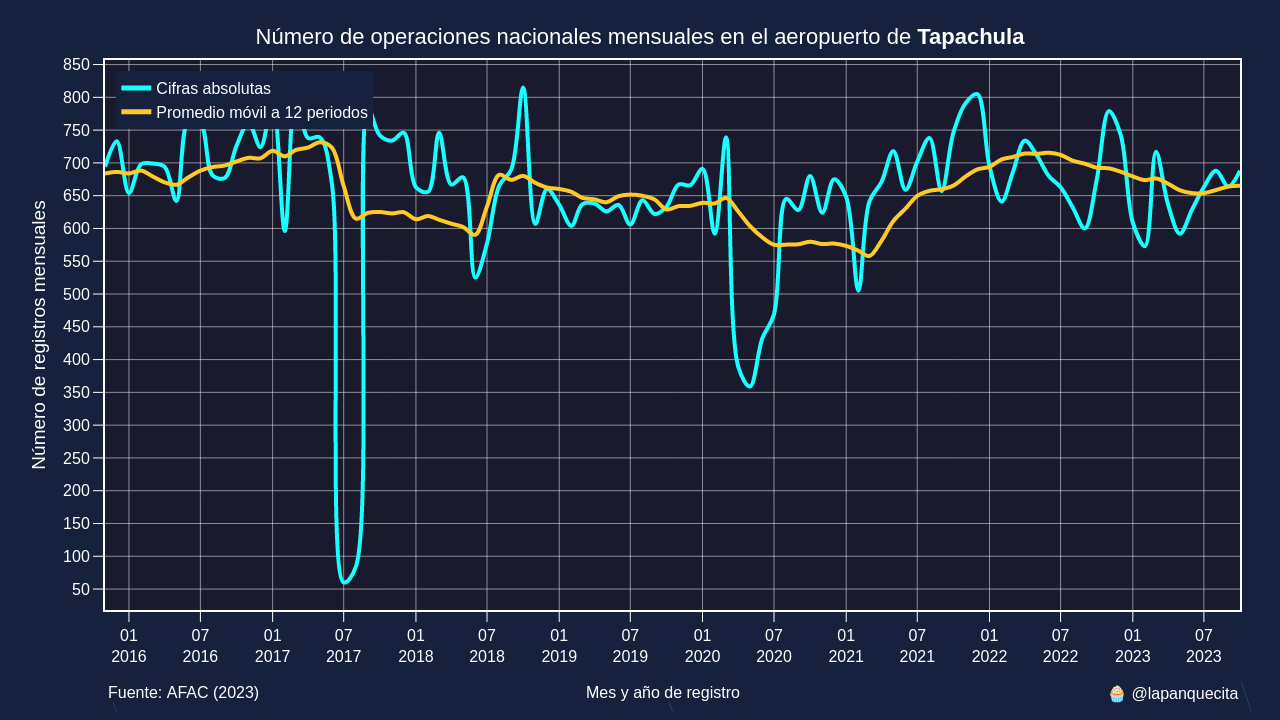 Número de operaciones nacionales mensuales en el aeropuerto de Tapachula
Cifras absolutas
Promedio móvil a 12 periodos
Número de registros mensuales
850
800
750
700
650
600
550
500
450
400
350
300
250
200
150
100
50
01 07 01 07 01 07 01 07 01 07 01 07 01 07 01 07
2016 2016 2017 2017 2018 2018 2019 2019 2020 2020 2021 2021 2022 2022 2023 2023
Fuente: AFAC (2023)
Mes y año de registro
🧁 @lapanquecita